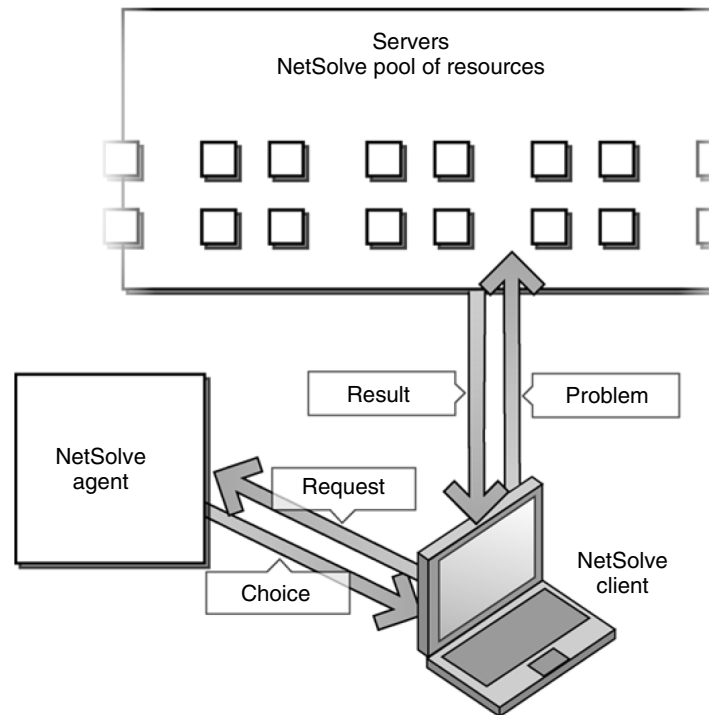 Servers
NetSolve pool of resources
Result
Problem
NetSolve
agent
Request
Choice
NetSolve
client